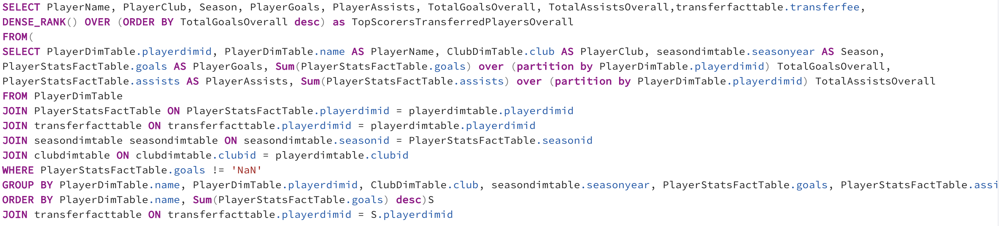 SELECT PlayerName, PlayerClub, Season, PlayerGoals, PlayerAssists, TotalGoalsOverall, TotalAssistsOverall,transferfacttable.transferfee,
DENSE_RANK() OVER (ORDER BY TotalGoalsOverall desc) as TopScorersTransferredPlayersOverall
FROM(
SELECT PlayerDimTable.playerdimid, PlayerDimTable.name AS PlayerName, ClubDimTable.club AS PlayerClub, seasondimtable.seasonyear AS Season,
PlayerStatsFactTable.goals AS PlayerGoals, Sum(PlayerStatsFactTable.goals) over (partition by PlayerDimTable.playerdimid) TotalGoalsOverall,
PlayerStatsFactTable.assists AS PlayerAssists, Sum(PlayerStatsFactTable.assists) over (partition by PlayerDimTable.playerdimid) TotalAssistsOverall
FROM PlayerDimTable
JOIN PlayerStatsFactTable ON PlayerStatsFactTable.playerdimid = playerdimtable.playerdimid
JOIN transferfacttable ON transferfacttable.playerdimid = playerdimtable.playerdimid
JOIN seasondimtable seasondimtable ON seasondimtable.seasonid = PlayerStatsFactTable.seasonid
JOIN clubdimtable ON clubdimtable.clubid = playerdimtable.clubid
WHERE PlayerStatsFactTable.goals != 'NaN'
GROUP BY PlayerDimTable.name, PlayerDimTable.playerdimid, ClubDimTable.club, seasondimtable.seasonyear, PlayerStatsFactTable.goals, PlayerStatsFactTable.assi
ORDER BY PlayerDimTable.name, Sum(PlayerStatsFactTable.goals) desc)S
JOIN transferfacttable ON transferfacttable.playerdimid = S.playerdimid